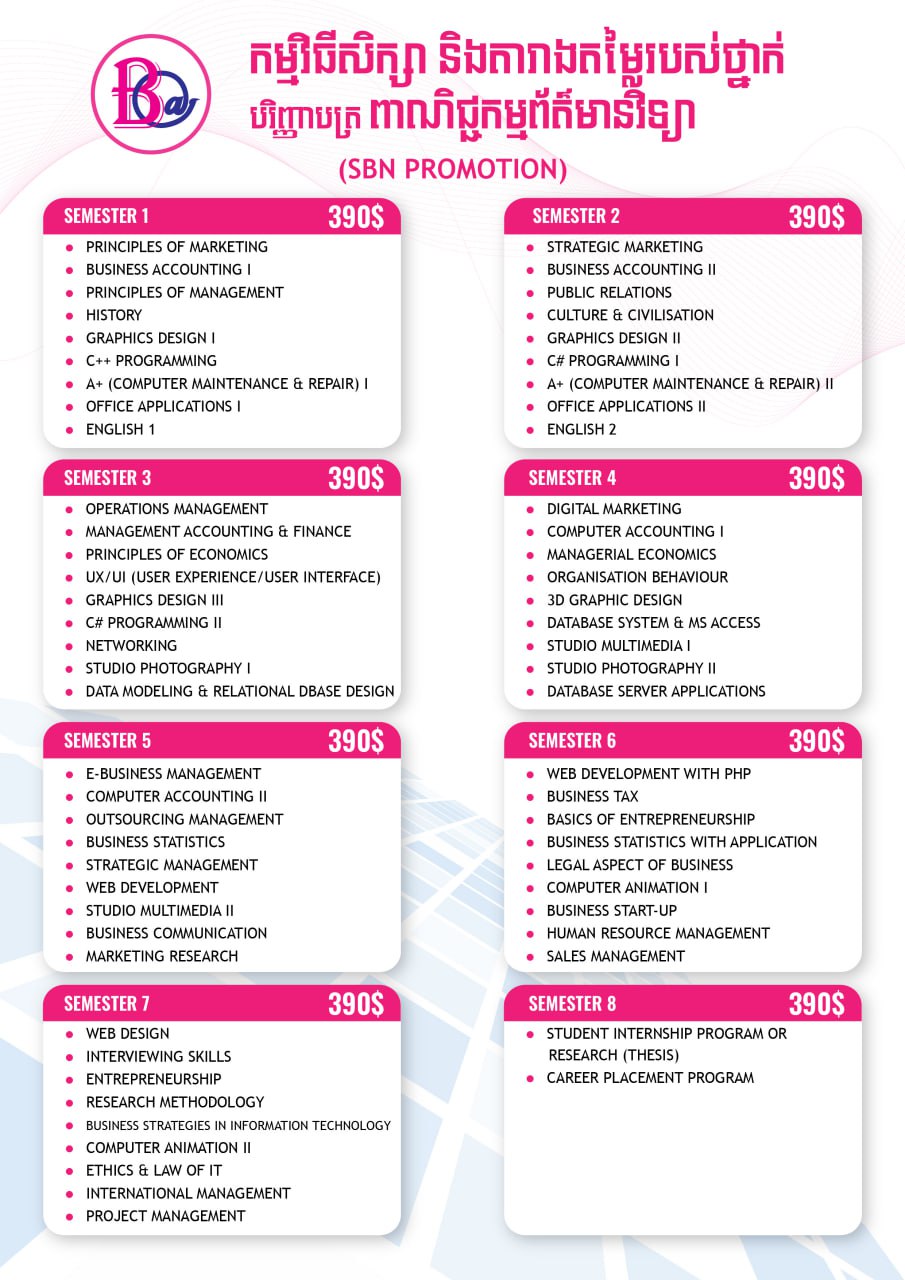 BCas
កម្មវិធីសិក្សា និងតារាងតម្លៃរបស់ថ្នាក់
បរិញ្ញាបត្រ ពាណិជ្ជកម្មព័ត៌មានវិទ្យា
(SBN PROMOTION)
SEMESTER 1 390$
PRINCIPLES OF MARKETING
BUSINESS ACCOUNTING I
PRINCIPLES OF MANAGEMENT
HISTORY
GRAPHICS DESIGN I
C++ PROGRAMMING
A+ (COMPUTER MAINTENANCE & REPAIR) I
OFFICE APPLICATIONS I
ENGLISH 1
SEMESTER 2 390$
STRATEGIC MARKETING
BUSINESS ACCOUNTING II
PUBLIC RELATIONS
CULTURE & CIVILISATION
GRAPHICS DESIGN II
C# PROGRAMMING I
A+ (COMPUTER MAINTENANCE & REPAIR) II
OFFICE APPLICATIONS II
ENGLISH 2
SEMESTER 3 390$
OPERATIONS MANAGEMENT
MANAGEMENT ACCOUNTING & FINANCE
PRINCIPLES OF ECONOMICS
UX/UI (USER EXPERIENCE/USER INTERFACE)
GRAPHICS DESIGN III
C# PROGRAMMING II
NETWORKING
STUDIO PHOTOGRAPHY I
DATA MODELING & RELATIONAL DBASE DESIGN
SEMESTER 4 390$
DIGITAL MARKETING
COMPUTER ACCOUNTING I
MANAGERIAL ECONOMICS
ORGANISATION BEHAVIOUR
3D GRAPHIC DESIGN
DATABASE SYSTEM & MS ACCESS
STUDIO MULTIMEDIA I
STUDIO PHOTOGRAPHY II
DATABASE SERVER APPLICATIONS
SEMESTER 5 390$
E-BUSINESS MANAGEMENT
COMPUTER ACCOUNTING II
OUTSOURCING MANAGEMENT
BUSINESS STATISTICS
STRATEGIC MANAGEMENT
WEB DEVELOPMENT
STUDIO MULTIMEDIA II
BUSINESS COMMUNICATION
MARKETING RESEARCH
SEMESTER 6 390$
WEB DEVELOPMENT WITH PHP
BUSINESS TAX
BASICS OF ENTREPRENEURSHIP
BUSINESS STATISTICS WITH APPLICATION
LEGAL ASPECT OF BUSINESS
COMPUTER ANIMATION I
BUSINESS START-UP
HUMAN RESOURCE MANAGEMENT
SALES MANAGEMENT
SEMESTER 7 390$
WEB DESIGN
INTERVIEWING SKILLS
ENTREPRENEURSHIP
RESEARCH METHODOLOGY
BUSINESS STRATEGIES IN INFORMATION TECHNOLOGY
COMPUTER ANIMATION II
ETHICS & LAW OF IT
INTERNATIONAL MANAGEMENT
PROJECT MANAGEMENT
SEMESTER 8 390$
STUDENT INTERNSHIP PROGRAM OR
RESEARCH (THESIS)
CAREER PLACEMENT PROGRAM